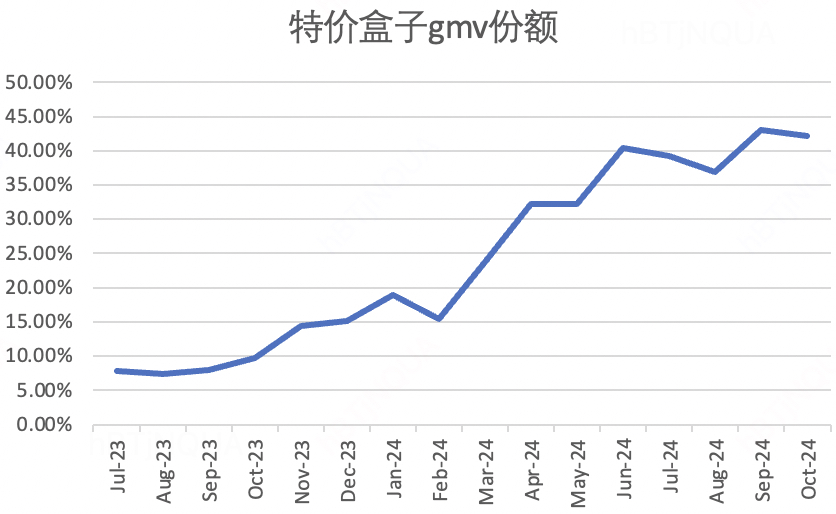 特价盒子gmv份额
50.00%
45.00%
40.00%
35.00%
30.00%
25.00%
20.00%
15.00%
10.00%
5.00%
0.00%
Jul-23
Aug-23
Sep-23
Oct-23
Nov-23
Dec-23
Jan-24
Feb-24
Mar-24
Apr-24
May-24
Jun-24
Jul-24
Aug-24
Sep-24
Oct-24